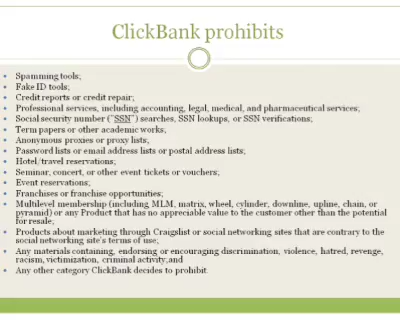 ClickBank prohibits
Spamming tools;
Fake ID tools;
Credit reports or credit repair;
Professional services, including accounting, legal, medical, and pharmaceutical services;
Social security number ("SSN") searches, SSN lookups, or SSN verifications;
Term papers or other academic works,
Anonymous proxies or proxy lists,
Password lists or email address lists or postal address lists;
Hotel/travel reservations;
Seminar, concert, or other event tickets or vouchers;
Event reservations;
Franchises or franchise opportunities;
Multilevel membership (including MLM, matrix, wheel, cylinder, downline, upline, chain, or
pyramid) or any Product that has no appreciable value to the customer other than the potential
for resale;
Products about marketing through Craigslist or social networking sites that are contrary to the
social networking site's terms of use;
Any materials containing, endorsing or encouraging discrimination, violence, hatred, revenge,
racism, victimization, criminal activity;and
Any other category ClickBank decides to prohibit.